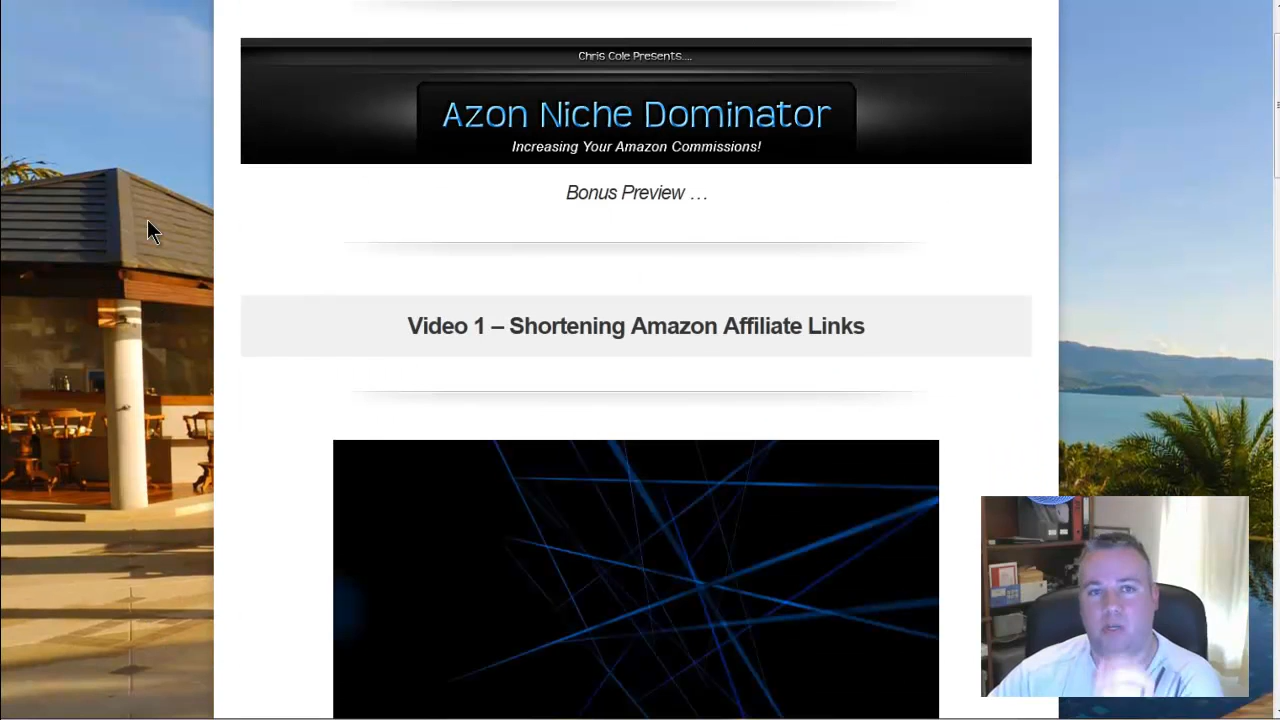 Chris Cole Presents....
Azon Niche Dominator
Increasing Your Amazon Commissions!
Bonus Preview …
Video 1 – Shortening Amazon Affiliate Links